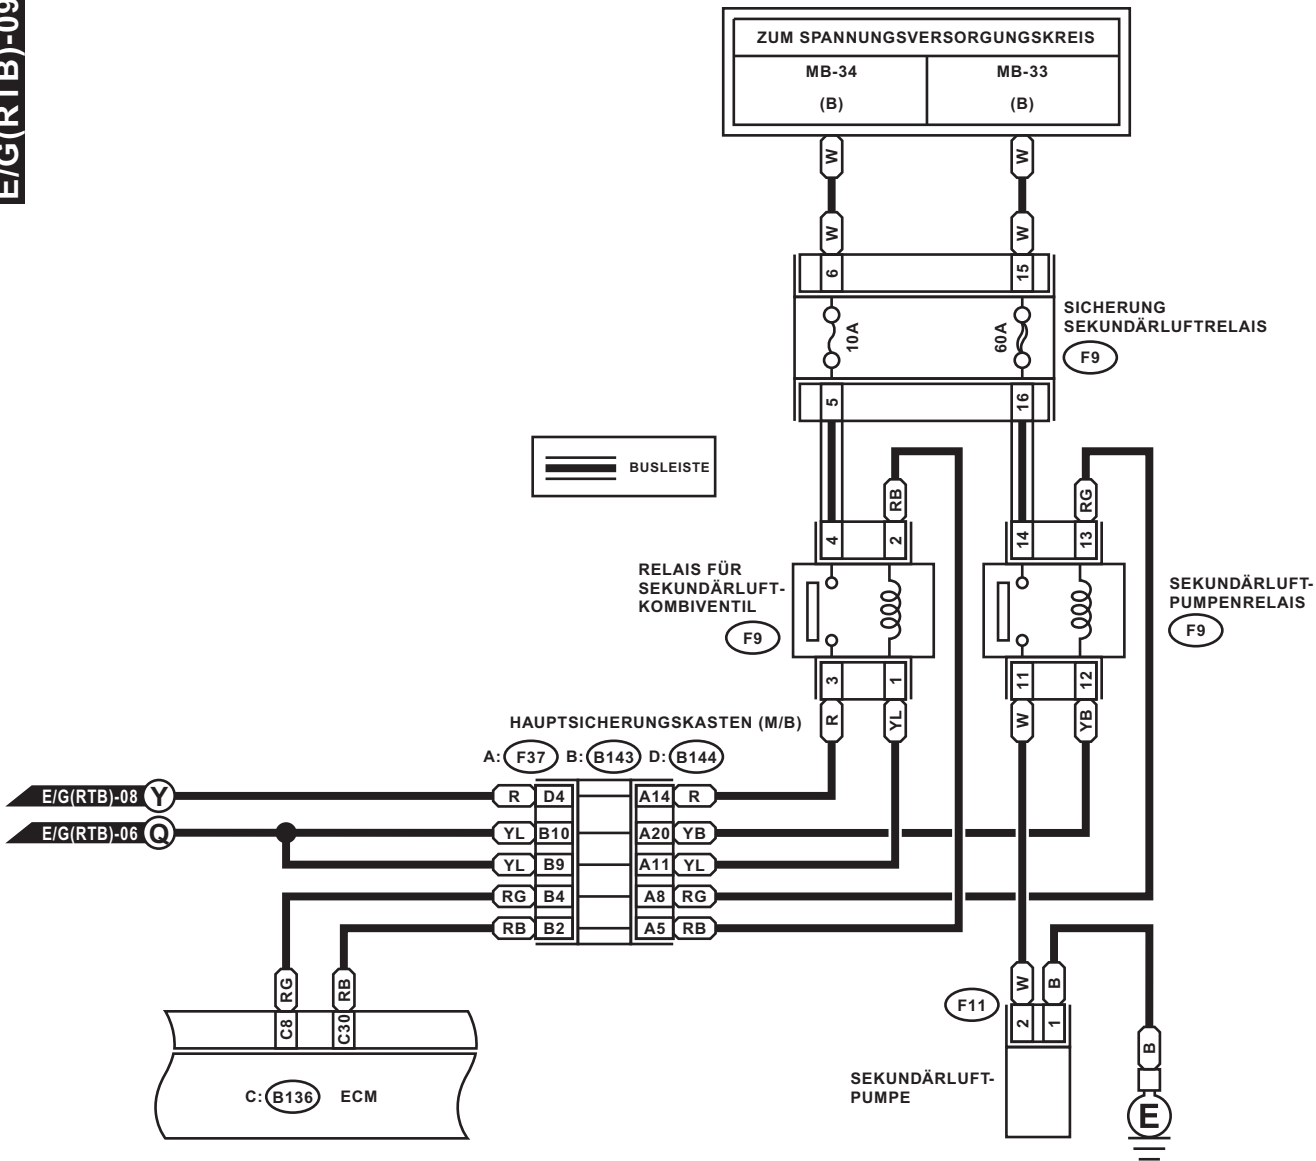 E/G(RTB)-09
ZUM SPANNUNGSVERSORGUNGSKREIS
MB-34 MB-33
(B) (B)
W W
W W
6 15
10A 60A
SICHERUNG
SEKUNDÄRLUFTRELAIS
F9
5 16
BUSLEISTE
RB RG
4 2 14 13
RELAIS FÜR
SEKUNDÄRLUFT-
KOMBIVENTIL
F9
SEKUNDÄRLUFT-
PUMPENRELAIS
F9
3 1 11 12
R YL W YB
HAUPTSICHERUNGSKASTEN (M/B)
A: F37 B: B143 D: B144
E/G(RTB)-08 Y R D4 A14 R
E/G(RTB)-06 Q YL B10 A20 YB
YL B9 A11 YL
RG B4 A8 RG
RB B2 A5 RB
RG RB
C8 C30
C: B136 ECM
W B
F11
2 1
B
SEKUNDÄRLUFT-
PUMPE
E